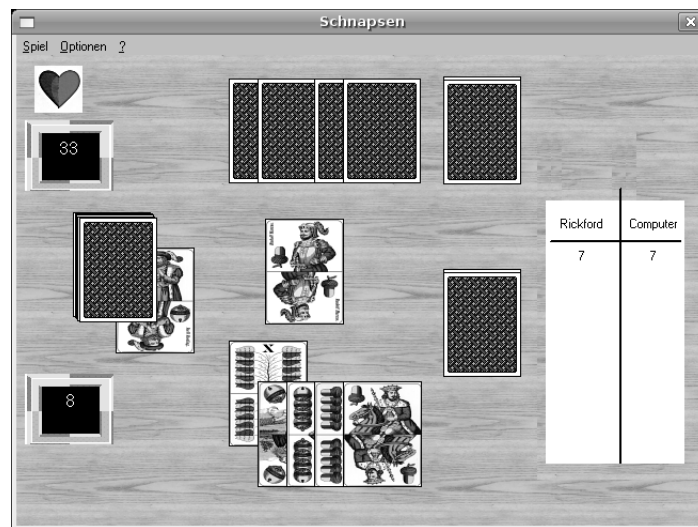 Schnapsen
Spiel Optionen ?
33
Rickford Computer
7 7
X
8